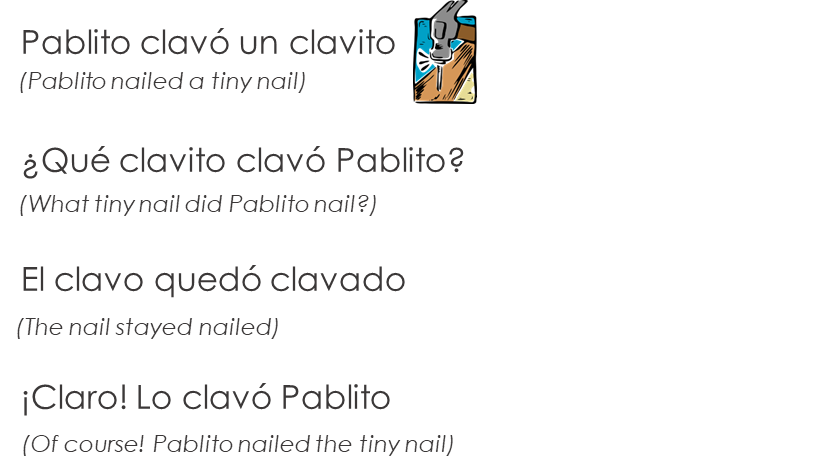 Pablito clavó un clavito
(Pablito nailed a tiny nail)
¿Qué clavito clavó Pablito?
(What tiny nail did Pablito nail?)
El clavo quedó clavado
(The nail stayed nailed)
¡Claro! Lo clavó Pablito
(Of course! Pablito nailed the tiny nail)